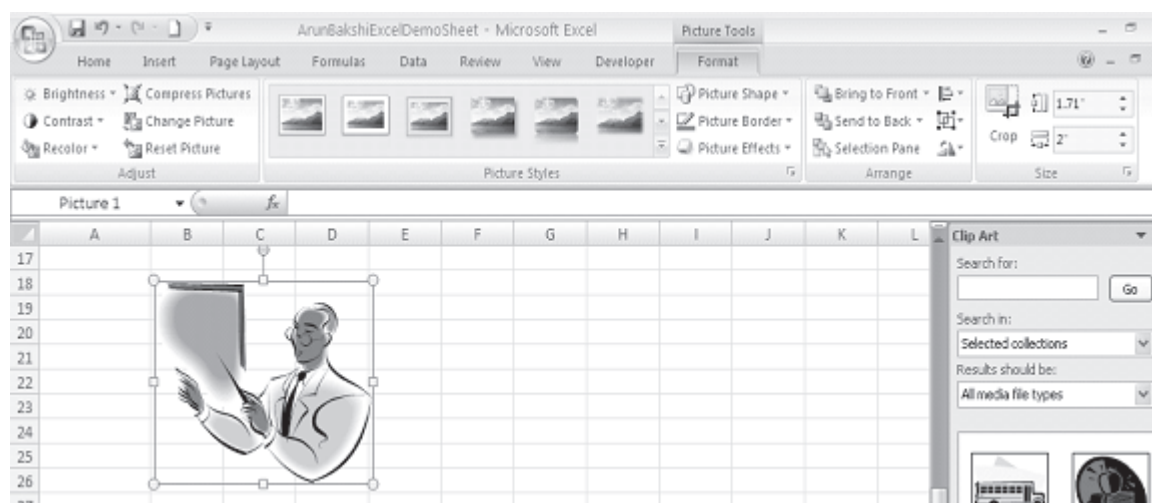 ArunBakshiExcelDemoSheet - Microsoft Excel Picture Tools
Home Insert Page Layout Formulas Data Review View Developer Format
Brightness Compress Pictures Picture Shape Bring to Front 1.71"
Contrast Change Picture Picture Border Send to Back
Recolor Reset Picture Picture Effects Selection Pane Crop 2"
Adjust Picture Styles Arrange Size
Picture 1 fx
A B C D E F G H I J K L Clip Art
17
Search for:
18
Go
19
Search in:
20
Selected collections
21
Results should be:
22
All media file types
23
24
25
26